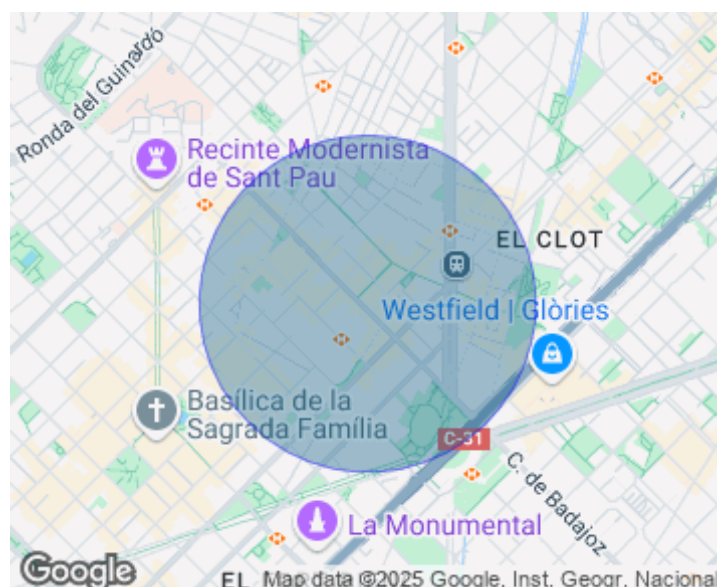 Ronda del Guinardó
Recinte Modernista
de Sant Pau
EL CLOT
Westfield | Glòries
Basílica de la
Sagrada Família
C-31
C. de Badajoz
La Monumental
Google
EL
Map data ©2025 Google, Inst. Geogr. Nacional